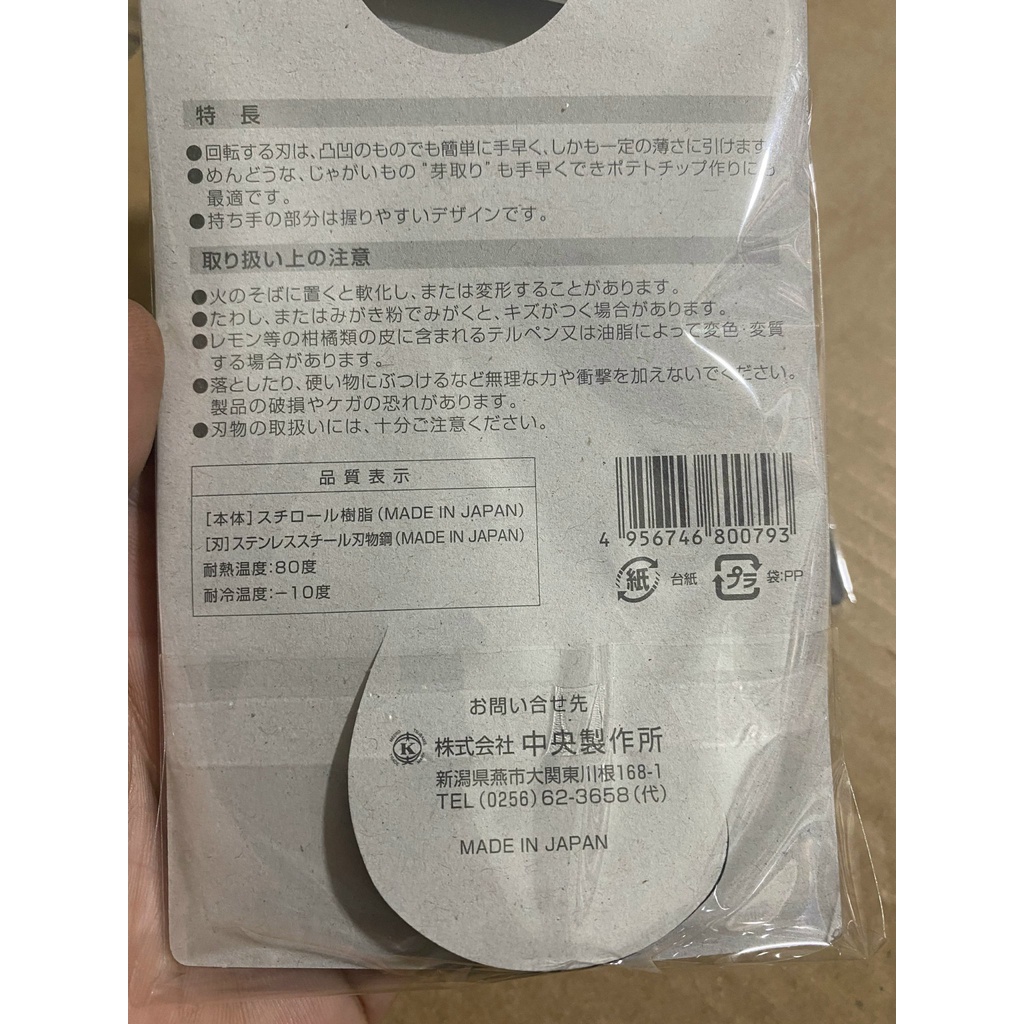 特 長
●回転する刃は、凸凹のものでも簡単に手早く、しかも一定の薄さに引けます
●めんどうな、じゃがいもの"芽取り"も手早くできポテトチップ作りにも
最適です。
●持ち手の部分は握りやすいデザインです。
取り扱い上の注意
●火のそばに置くと軟化し、または変形することがあります。
●たわし、またはみがき粉でみがくと、キズがつく場合があります。
●レモン等の柑橘類の皮に含まれるテルペン又は油脂によって変色・変質
する場合があります。
●落としたり、硬い物にぶつけるなど無理な力や衝撃を加えないでください。
製品の破損やケガの恐れがあります。
●刃物の取扱いには、十分ご注意ください。
品質表示
[本体]スチロール樹脂(MADE IN JAPAN)
[刃]ステンレススチール刃物鋼(MADE IN JAPAN)
耐熱温度:80度
耐冷温度:-10度
4 956746 800793
紙 台紙 プラ 袋:PP
お問い合せ先
K 株式会社 中央製作所
新潟県燕市大関東川根168-1
TEL(0256)62-3658(代)
MADE IN JAPAN